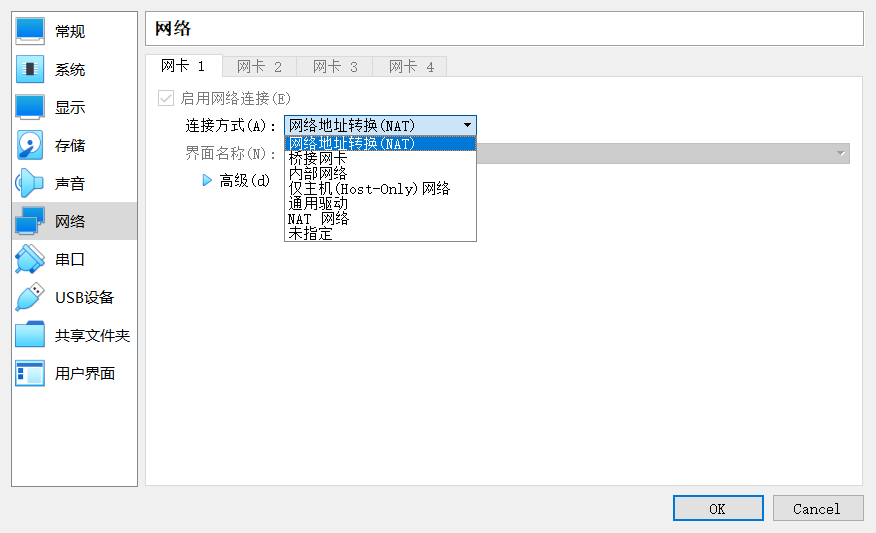 常规
系统
显示
存储
声音
网络
串口
USB设备
共享文件夹
用户界面
网络
网卡 1 网卡 2 网卡 3 网卡 4
启用网络连接(E)
连接方式(A): 网络地址转换(NAT)
界面名称(N):
高级(d)
网络地址转换(NAT)
桥接网卡
内部网络
仅主机(Host-Only)网络
通用驱动
NAT 网络
未指定
OK Cancel